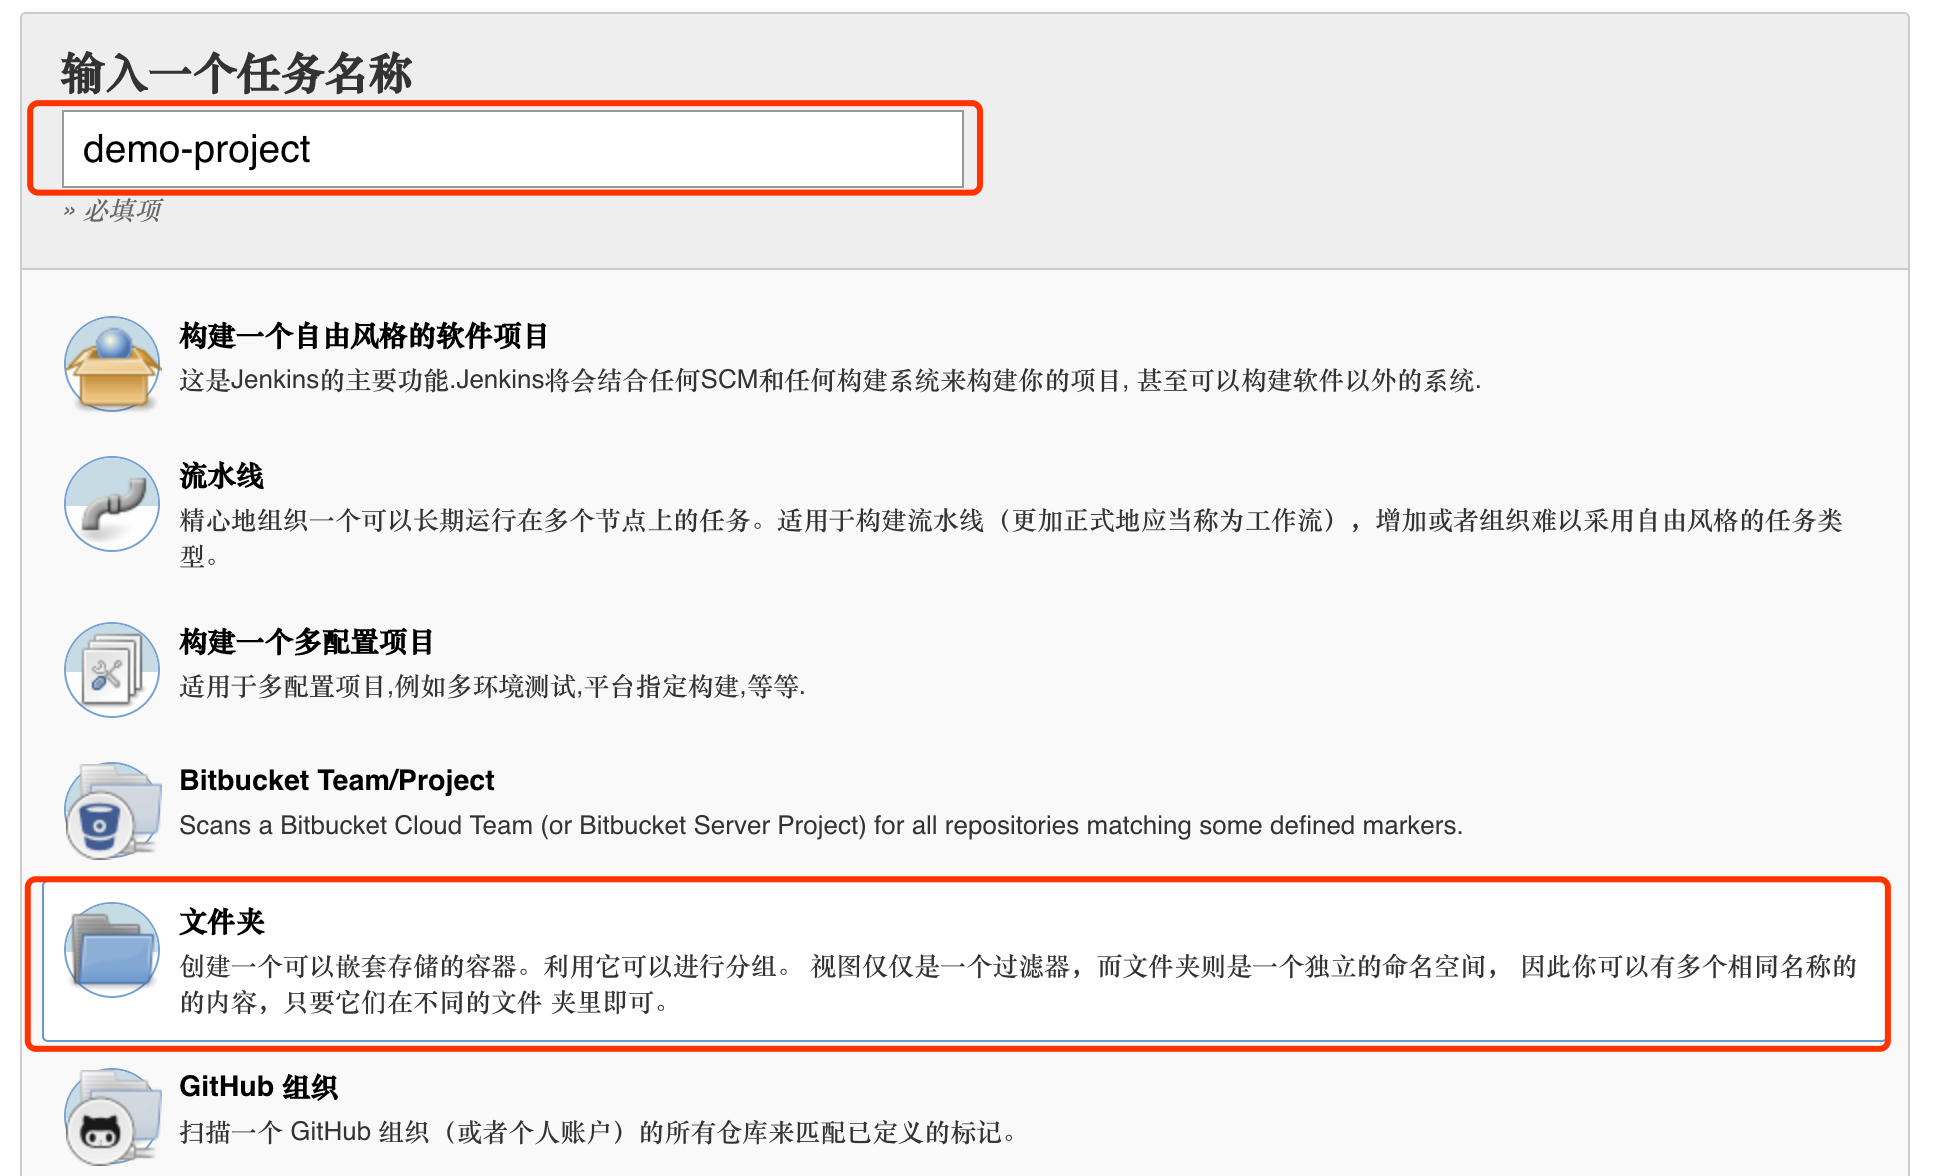 输入一个任务名称
demo-project
» 必填项
构建一个自由风格的软件项目
这是Jenkins的主要功能.Jenkins将会结合任何SCM和任何构建系统来构建你的项目, 甚至可以构建软件以外的系统.
流水线
精心地组织一个可以长期运行在多个节点上的任务。适用于构建流水线（更加正式地应当称为工作流），增加或者组织难以采用自由风格的任务类
型。
构建一个多配置项目
适用于多配置项目,例如多环境测试,平台指定构建,等等.
Bitbucket Team/Project
Scans a Bitbucket Cloud Team (or Bitbucket Server Project) for all repositories matching some defined markers.
文件夹
创建一个可以嵌套存储的容器。利用它可以进行分组。 视图仅仅是一个过滤器，而文件夹则是一个独立的命名空间， 因此你可以有多个相同名称的
的内容，只要它们在不同的文件 夹里即可。
GitHub 组织
扫描一个 GitHub 组织（或者个人账户）的所有仓库来匹配已定义的标记。